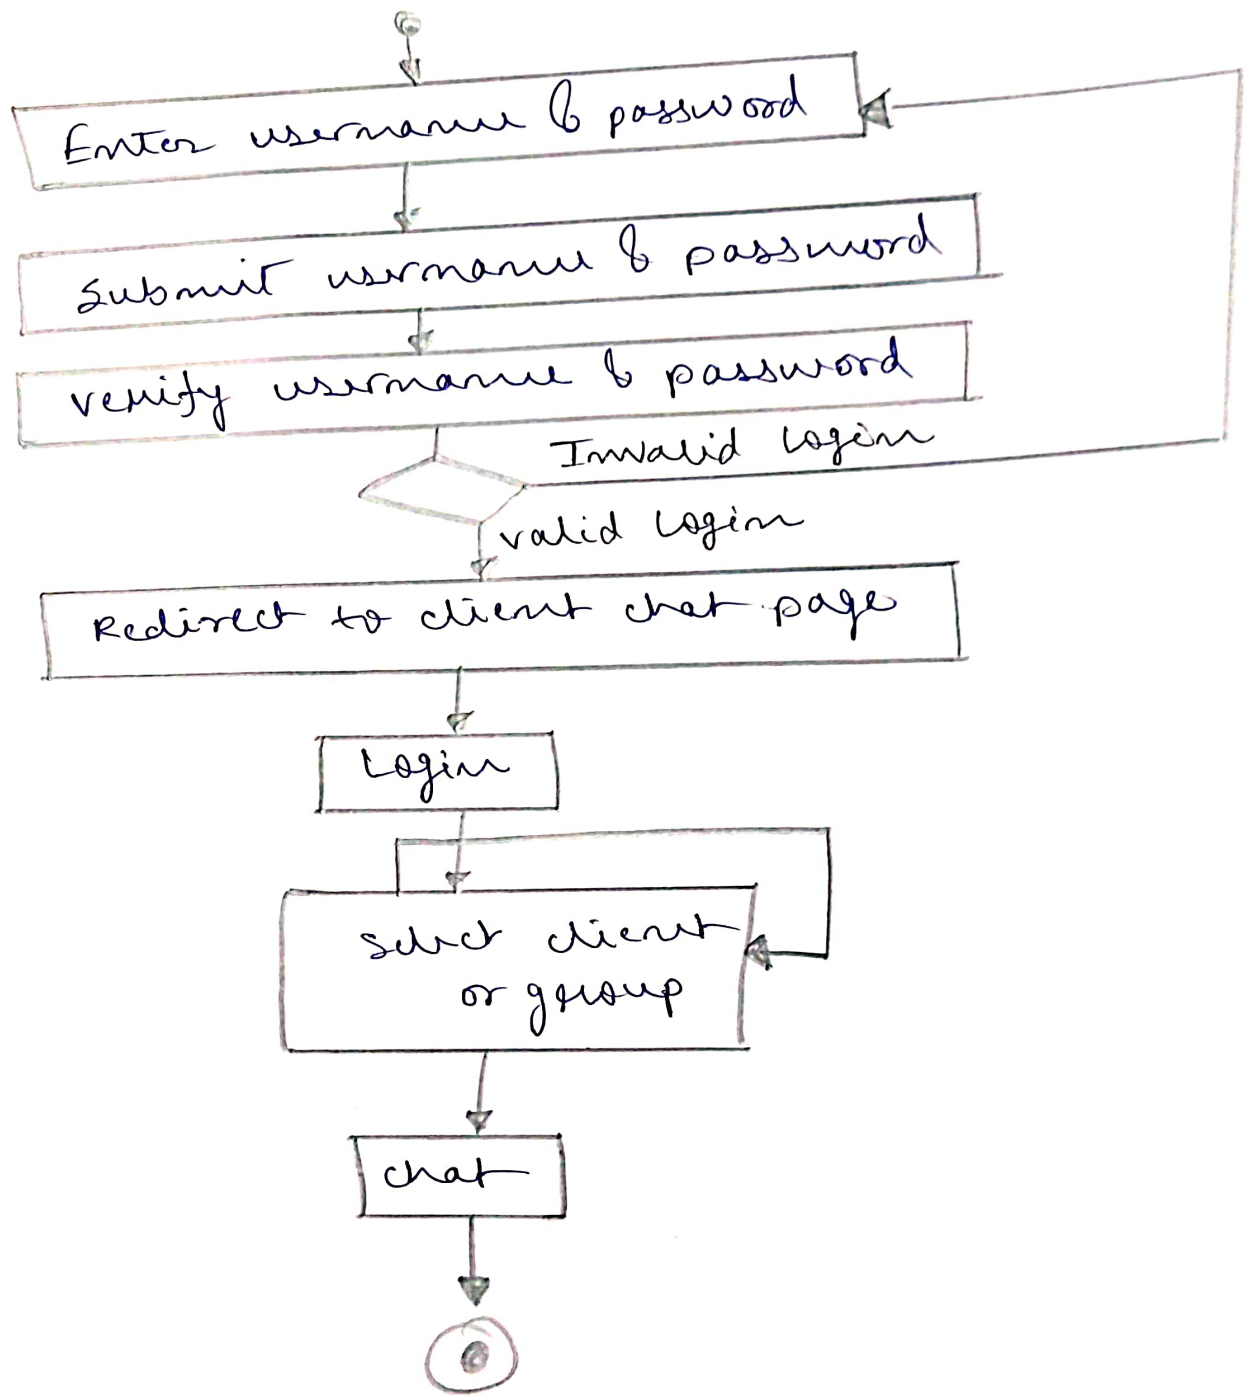 Enter username & password
Submit username & password
verify username & password
Invalid Login
valid Login
Redirect to client chat page
Login
Select client
or group
chat